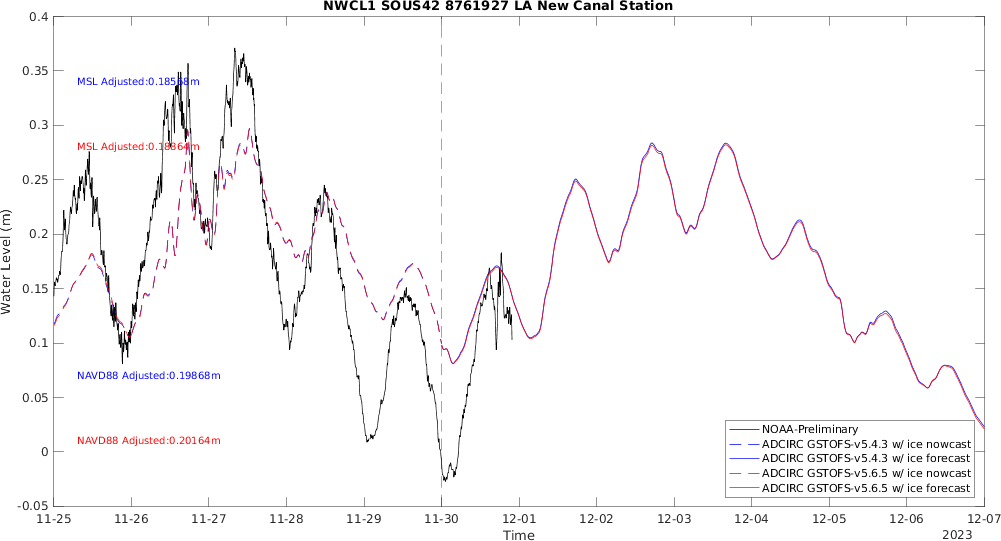 NWCL1 SOUS42 8761927 LA New Canal Station
0.4
0.35
0.3
0.25
0.2
0.15
0.1
0.05
0
-0.05
Water Level (m)
MSL Adjusted:0.18568m
MSL Adjusted:0.18864m
NAVD88 Adjusted:0.19868m
NAVD88 Adjusted:0.20164m
NOAA-Preliminary
ADCIRC GSTOFS-v5.4.3 w/ ice nowcast
ADCIRC GSTOFS-v5.4.3 w/ ice forecast
ADCIRC GSTOFS-v5.6.5 w/ ice nowcast
ADCIRC GSTOFS-v5.6.5 w/ ice forecast
11-25 11-26 11-27 11-28 11-29 11-30 12-01 12-02 12-03 12-04 12-05 12-06 12-07
Time
2023